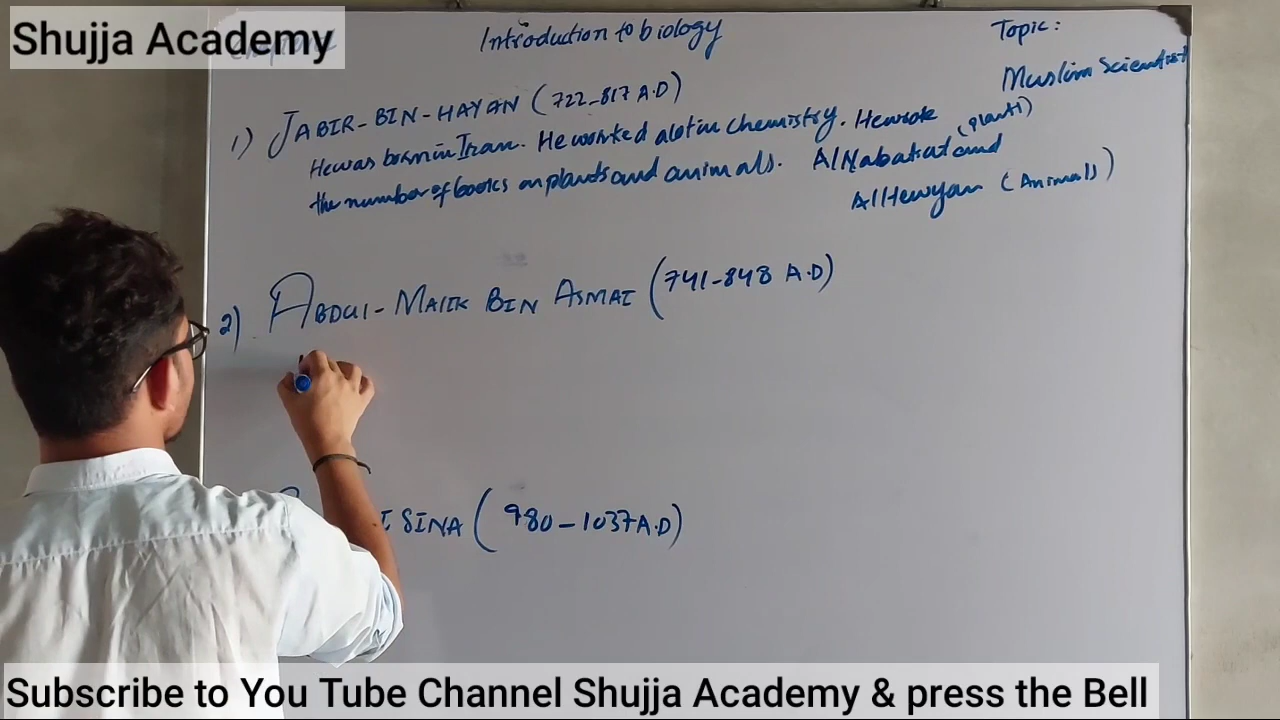 Shujja Academy
Introduction to biology
Topic:
Muslim Scientist
1) JABIR-BIN-HAYAN (722-817 A.D)
He was born in Iran. He worked alot in chemistry. He wrote
the number of books on plants and animals. AlNabatat and (plants)
AlHewyan (Animals)
2) ABDUL-MALIK BIN ASMAI (741-848 A.D)
I SINA (980-1037 A.D)
Subscribe to You Tube Channel Shujja Academy & press the Bell